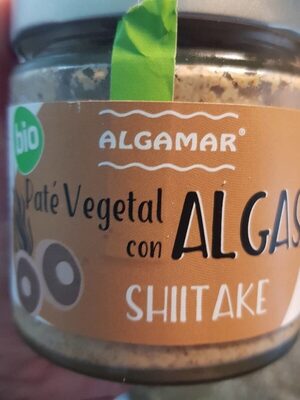 bio
ALGAMAR®
Paté Vegetal
con ALGAS
SHIITAKE